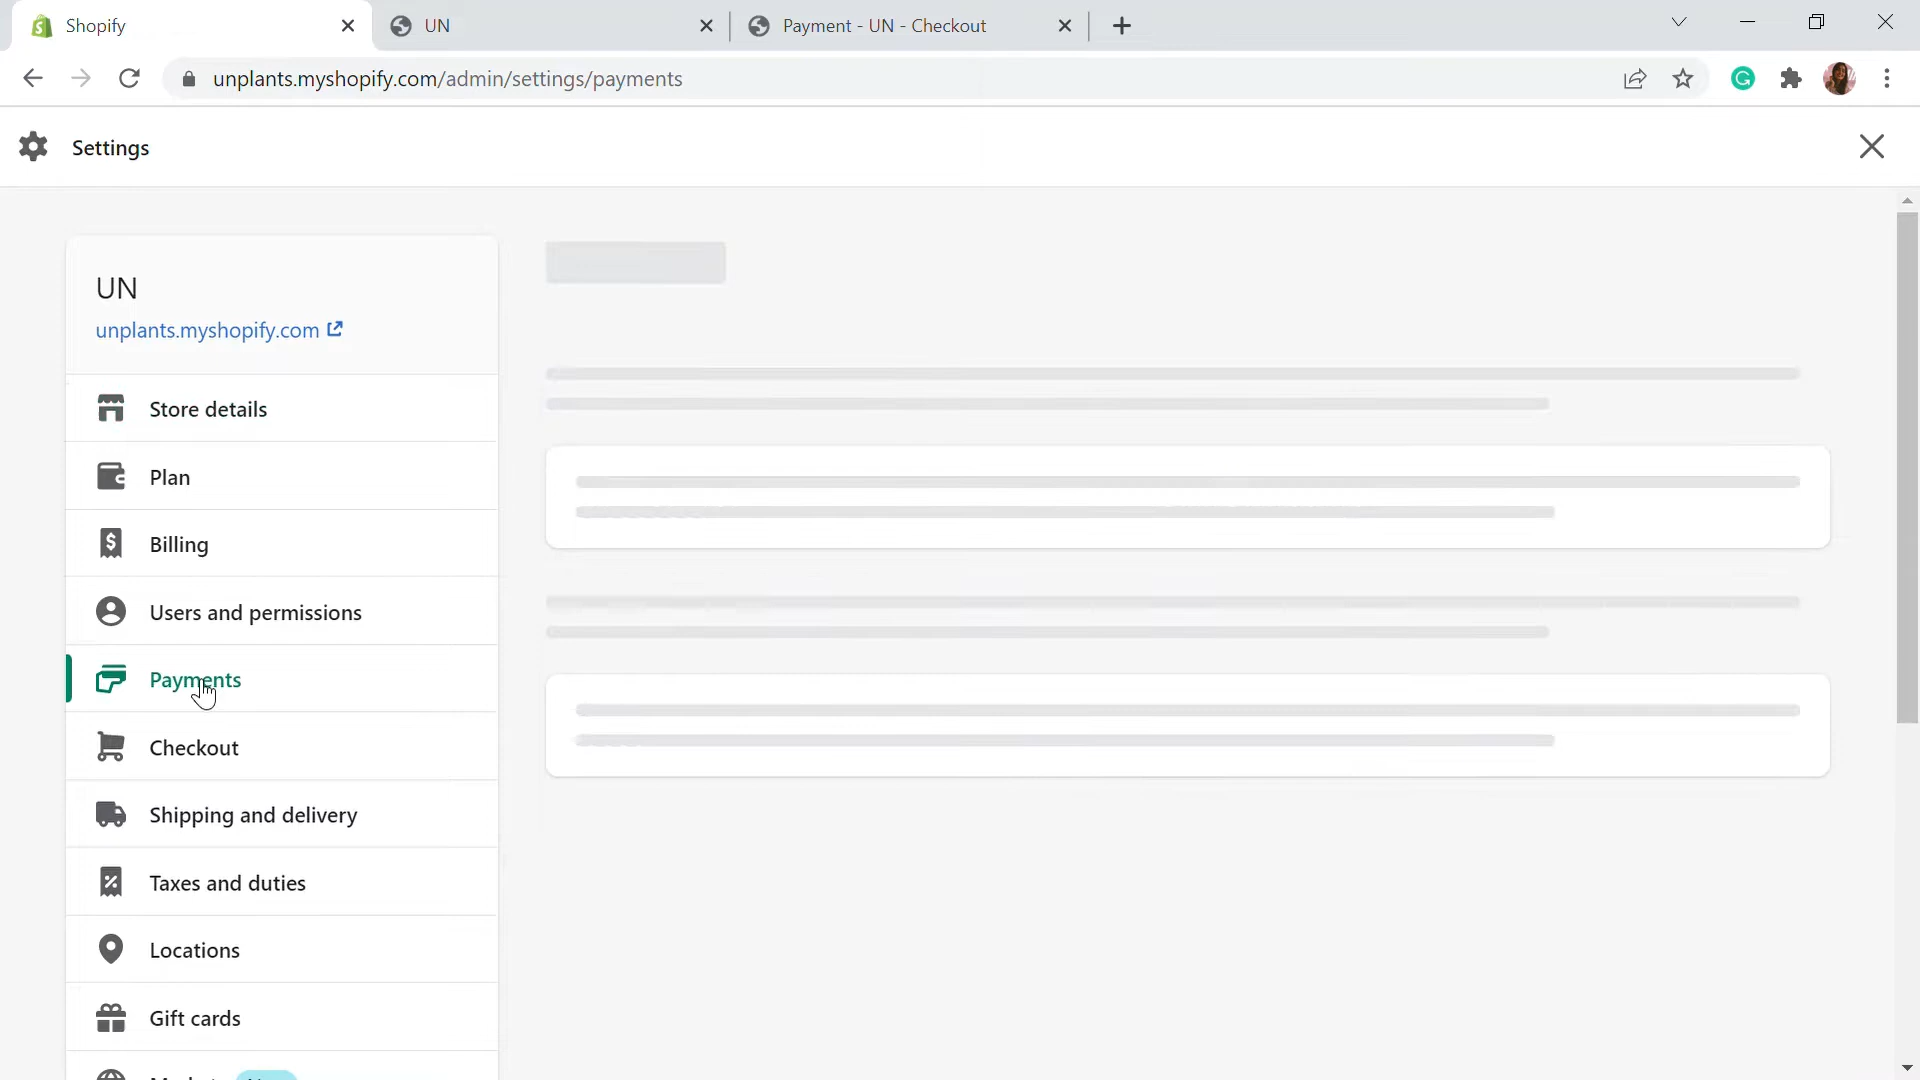 Shopify
UN
Payment - UN - Checkout
unplants.myshopify.com/admin/settings/payments
Settings
UN
unplants.myshopify.com
Store details
Plan
Billing
Users and permissions
Payments
Checkout
Shipping and delivery
Taxes and duties
Locations
Gift cards